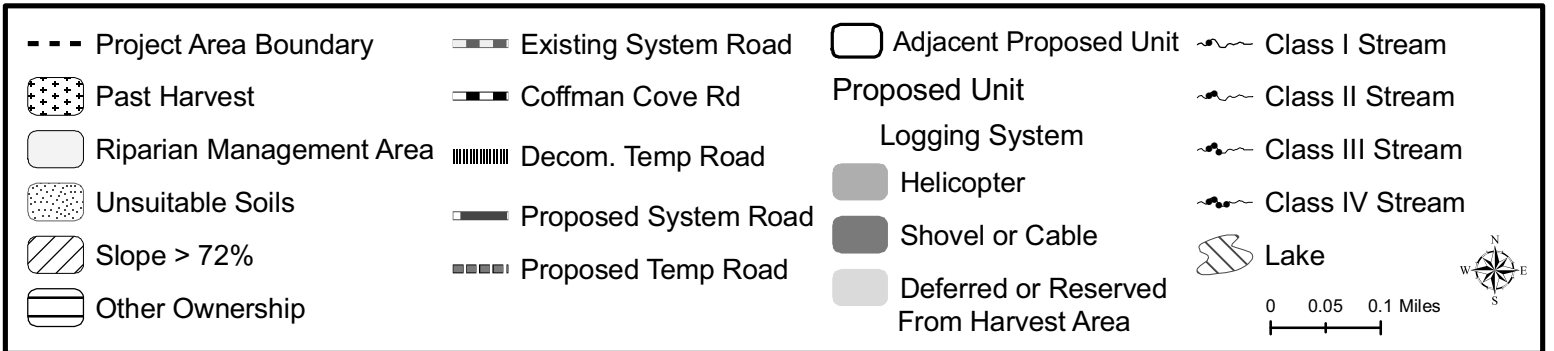 Project Area Boundary
Past Harvest
Riparian Management Area
Unsuitable Soils
Slope > 72%
Other Ownership
Existing System Road
Coffman Cove Rd
Decom. Temp Road
Proposed System Road
Proposed Temp Road
Adjacent Proposed Unit
Proposed Unit
Logging System
Helicopter
Shovel or Cable
Deferred or Reserved
From Harvest Area
Class I Stream
Class II Stream
Class III Stream
Class IV Stream
Lake
N
W E
S
0 0.05 0.1 Miles